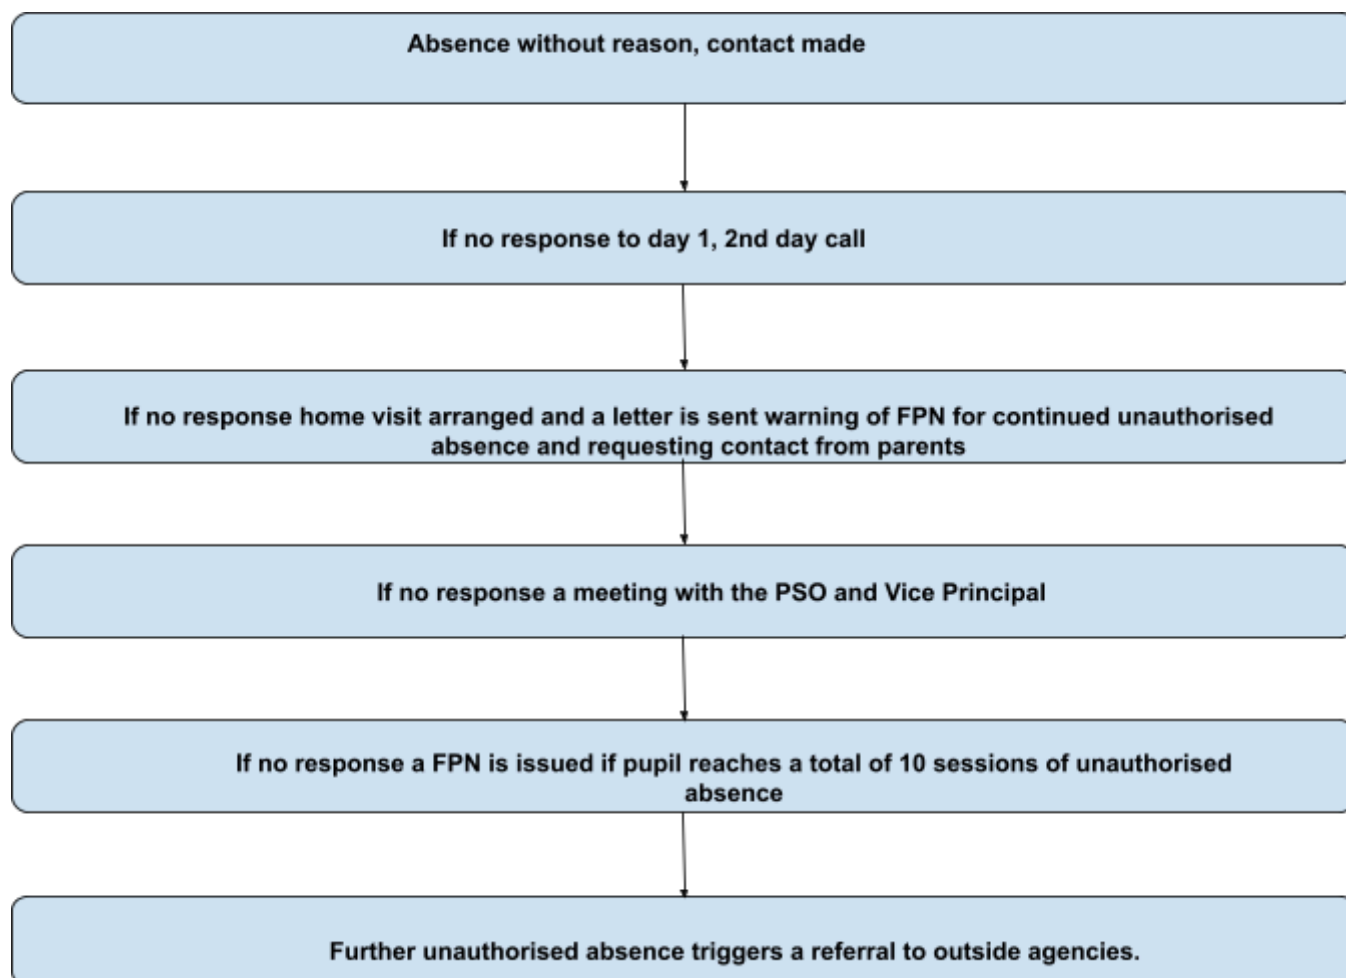 Absence without reason, contact made
If no response to day 1, 2nd day call
If no response home visit arranged and a letter is sent warning of FPN for continued unauthorised
absence and requesting contact from parents
If no response a meeting with the PSO and Vice Principal
If no response a FPN is issued if pupil reaches a total of 10 sessions of unauthorised
absence
Further unauthorised absence triggers a referral to outside agencies.